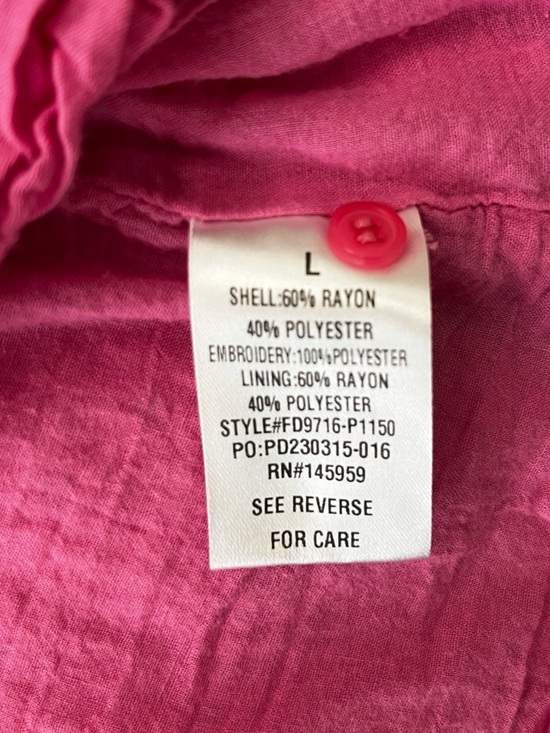 L
SHELL:60% RAYON
40% POLYESTER
EMBROIDERY:100%POLYESTER
LINING:60% RAYON
40% POLYESTER
STYLE#FD9716-P1150
PO:PD230315-016
RN#145959
SEE REVERSE
FOR CARE